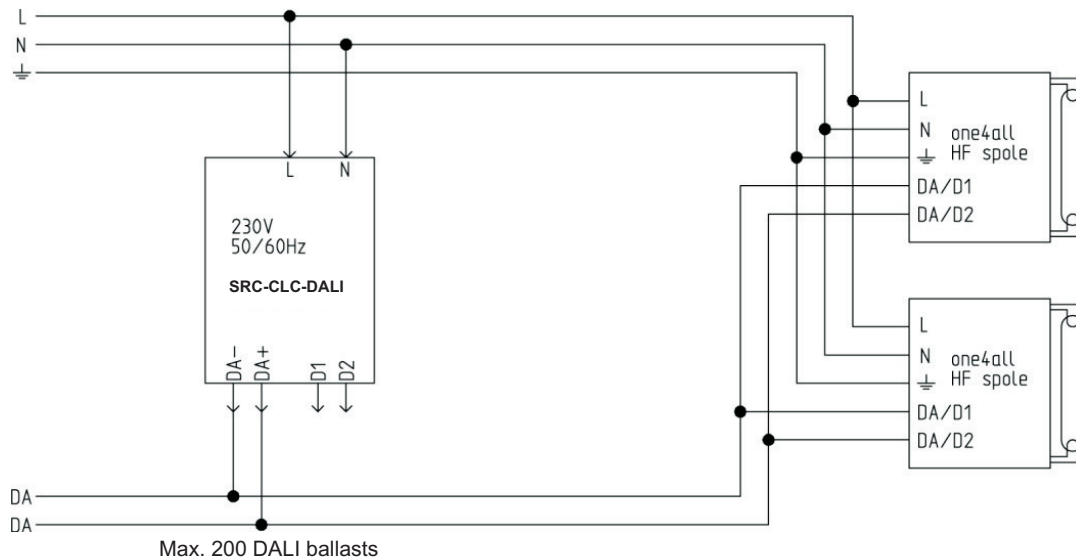 L
N
L N
230V
50/60Hz
SRC-CLC-DALI
DA- DA+ D1 D2
L
N one4all
HF spole
DA/D1
DA/D2
L
N one4all
HF spole
DA/D1
DA/D2
DA
DA
Max. 200 DALI ballasts